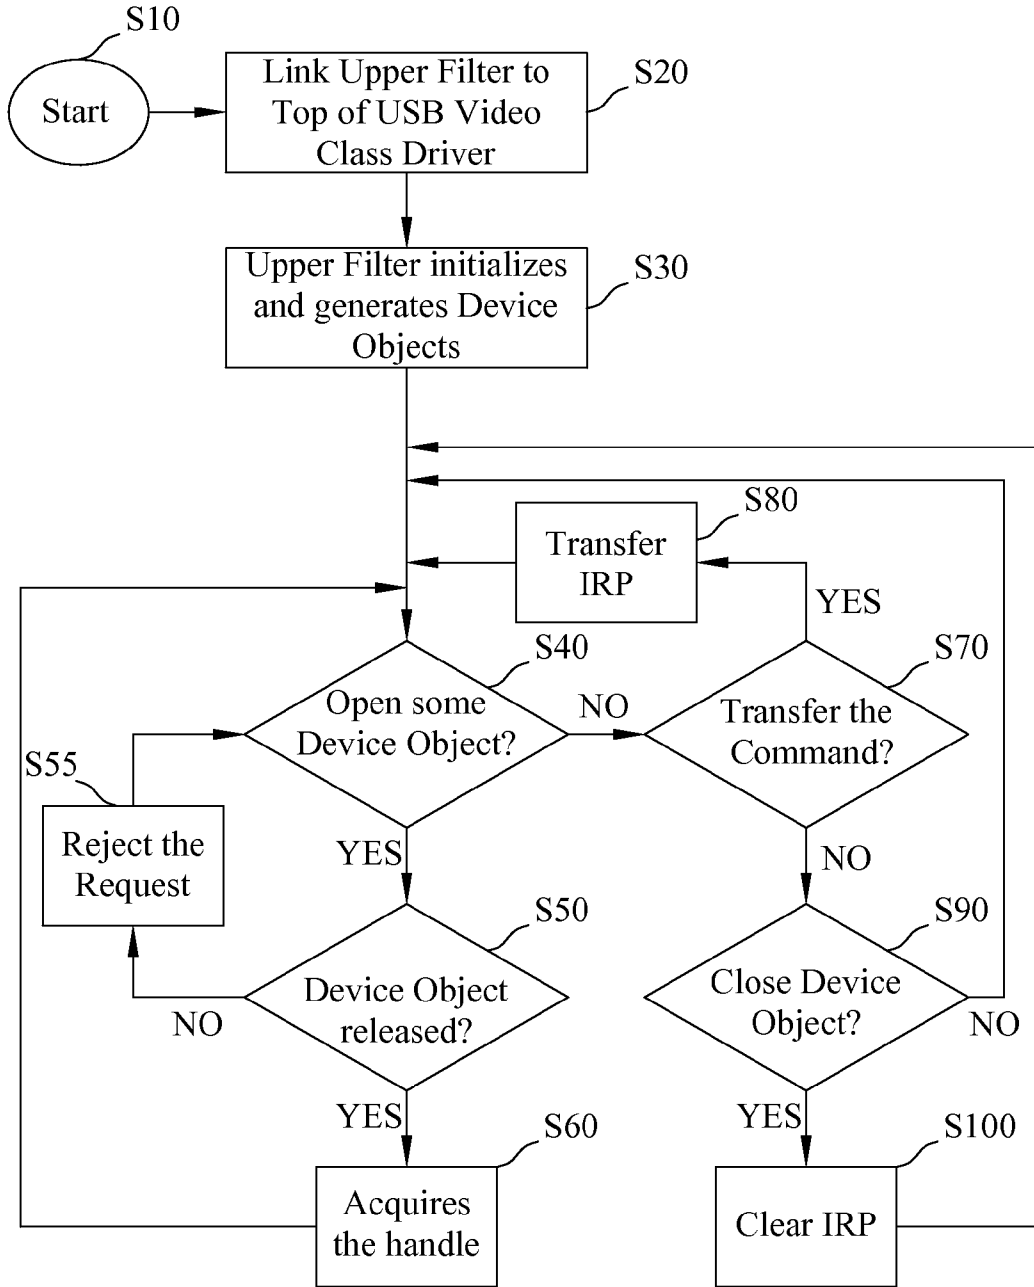 S10
Start
Link Upper Filter to
Top of USB Video
Class Driver
S20
Upper Filter initializes
and generates Device
Objects
S30
Transfer
IRP
S80
YES
Open some
Device Object?
S40
NO
Transfer the
Command?
S70
S55
Reject the
Request
YES
NO
Device Object
released?
S50
NO
Close Device
Object?
S90
NO
YES
YES
Acquires
the handle
S60
Clear IRP
S100